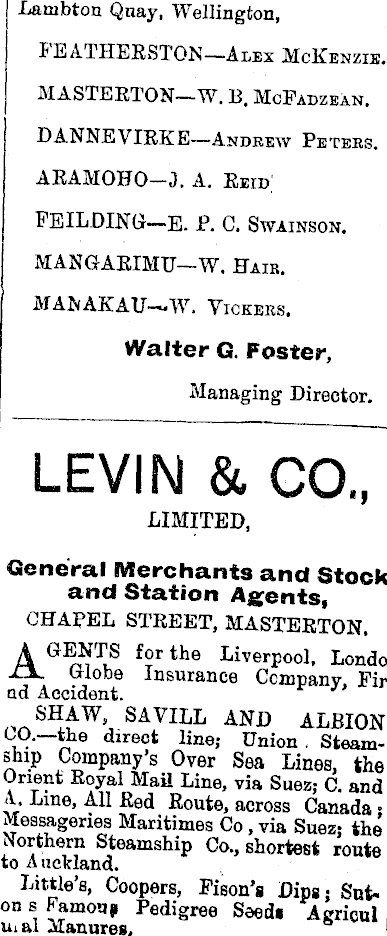 Lambton Quay, Wellington,
FEATHERSTON—ALEX MCKENZIE.
MASTERTON—W. B. MCFADZEAN.
DANNEVIRKE—ANDREW PETERS.
ARAMOHO—J. A. REID
FEILDING—E. P. C. SWAINSON.
MANGARIMU—W. HAIR.
MANAKAU—W. VICKERS.
Walter G. Foster,
Managing Director.
LEVIN & CO.,
LIMITED,
General Merchants and Stock
and Station Agents,
CHAPEL STREET, MASTERTON.
AGENTS for the Liverpool, Londo
Globe Insurance Company, Fir
nd Accident.
SHAW, SAVILL AND ALBION
CO.—the direct line; Union Steam-
ship Company's Over Sea Lines, the
Orient Royal Mail Line, via Suez; C. and
A. Line, All Red Route, across Canada;
Messageries Maritimes Co, via Suez; the
Northern Steamship Co., shortest route
to Auckland.
Little's, Coopers, Fison's Dips; Sut-
on s Famous Pedigree Seeds Agricul
u.al Manures,